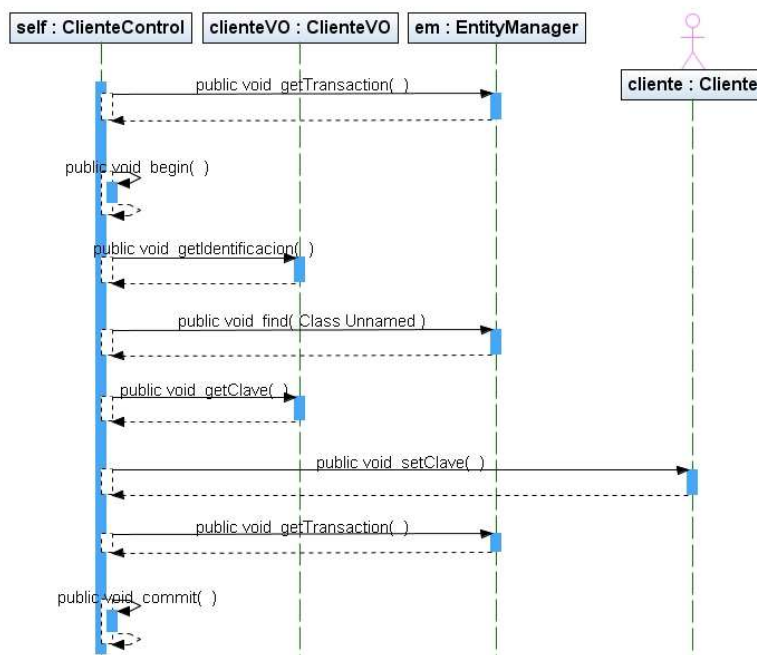 self : ClienteControl
clienteVO : ClienteVO
em : EntityManager
cliente : Cliente
public void getTransaction( )
public void begin( )
public void getIdentificacion( )
public void find( Class Unnamed )
public void getClave( )
public void setClave( )
public void getTransaction( )
public void commit( )